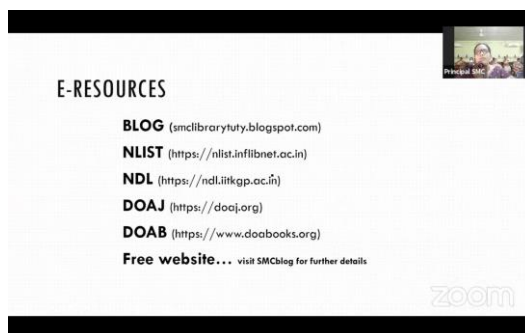 Principal SMC
E-RESOURCES
BLOG (smclibrarytuty.blogspot.com)
NLIST (https://nlist.inflibnet.ac.in)
NDL (https://ndl.iitkgp.ac.in)
DOAJ (https://doaj.org)
DOAB (https://www.doabooks.org)
Free website... visit SMCblog for further details
zoom